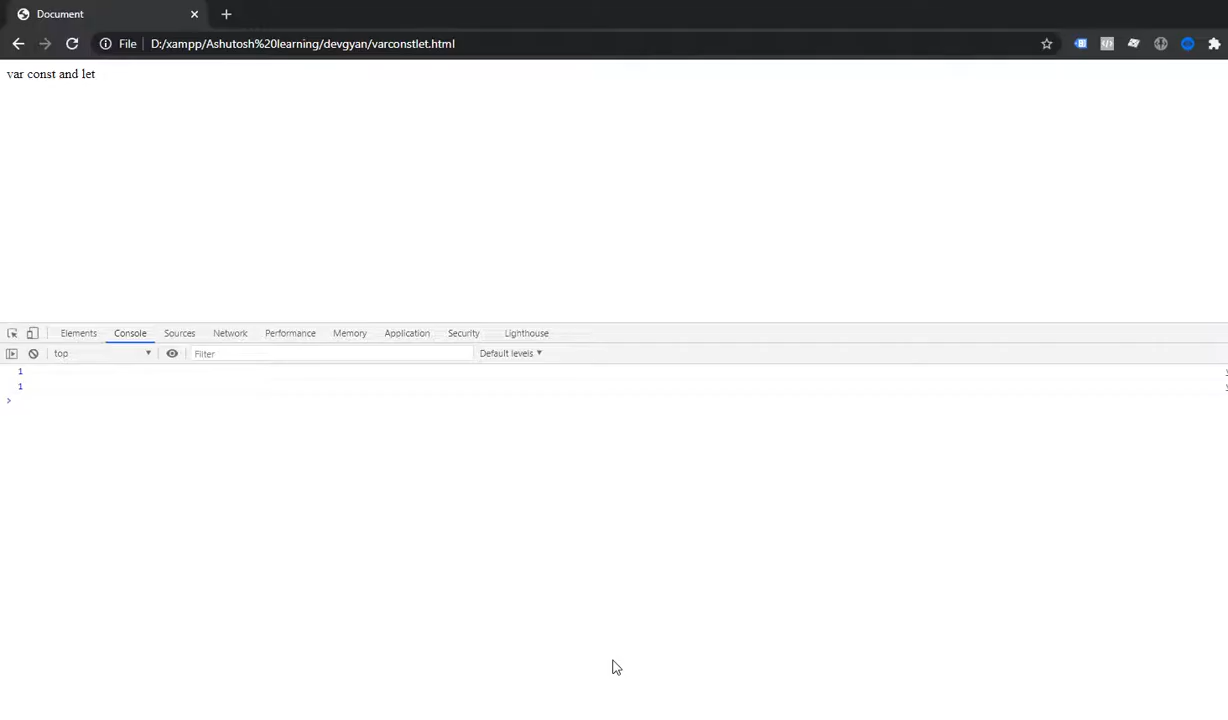 Document
File D:/xampp/Ashutosh%20learning/devgyan/varconstlet.html
var const and let
Elements Console Sources Network Performance Memory Application Security Lighthouse
top Filter Default levels
1
1
>